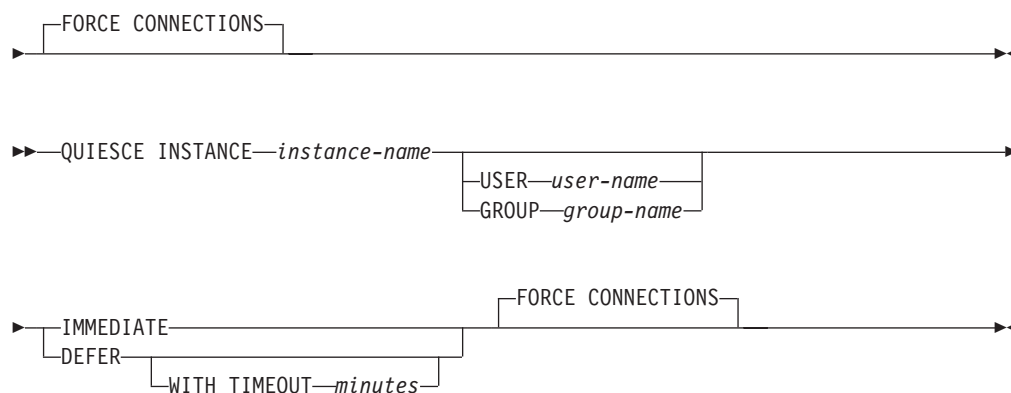 FORCE CONNECTIONS
QUIESCE INSTANCE instance-name
USER user-name
GROUP group-name
FORCE CONNECTIONS
IMMEDIATE
DEFER
WITH TIMEOUT minutes